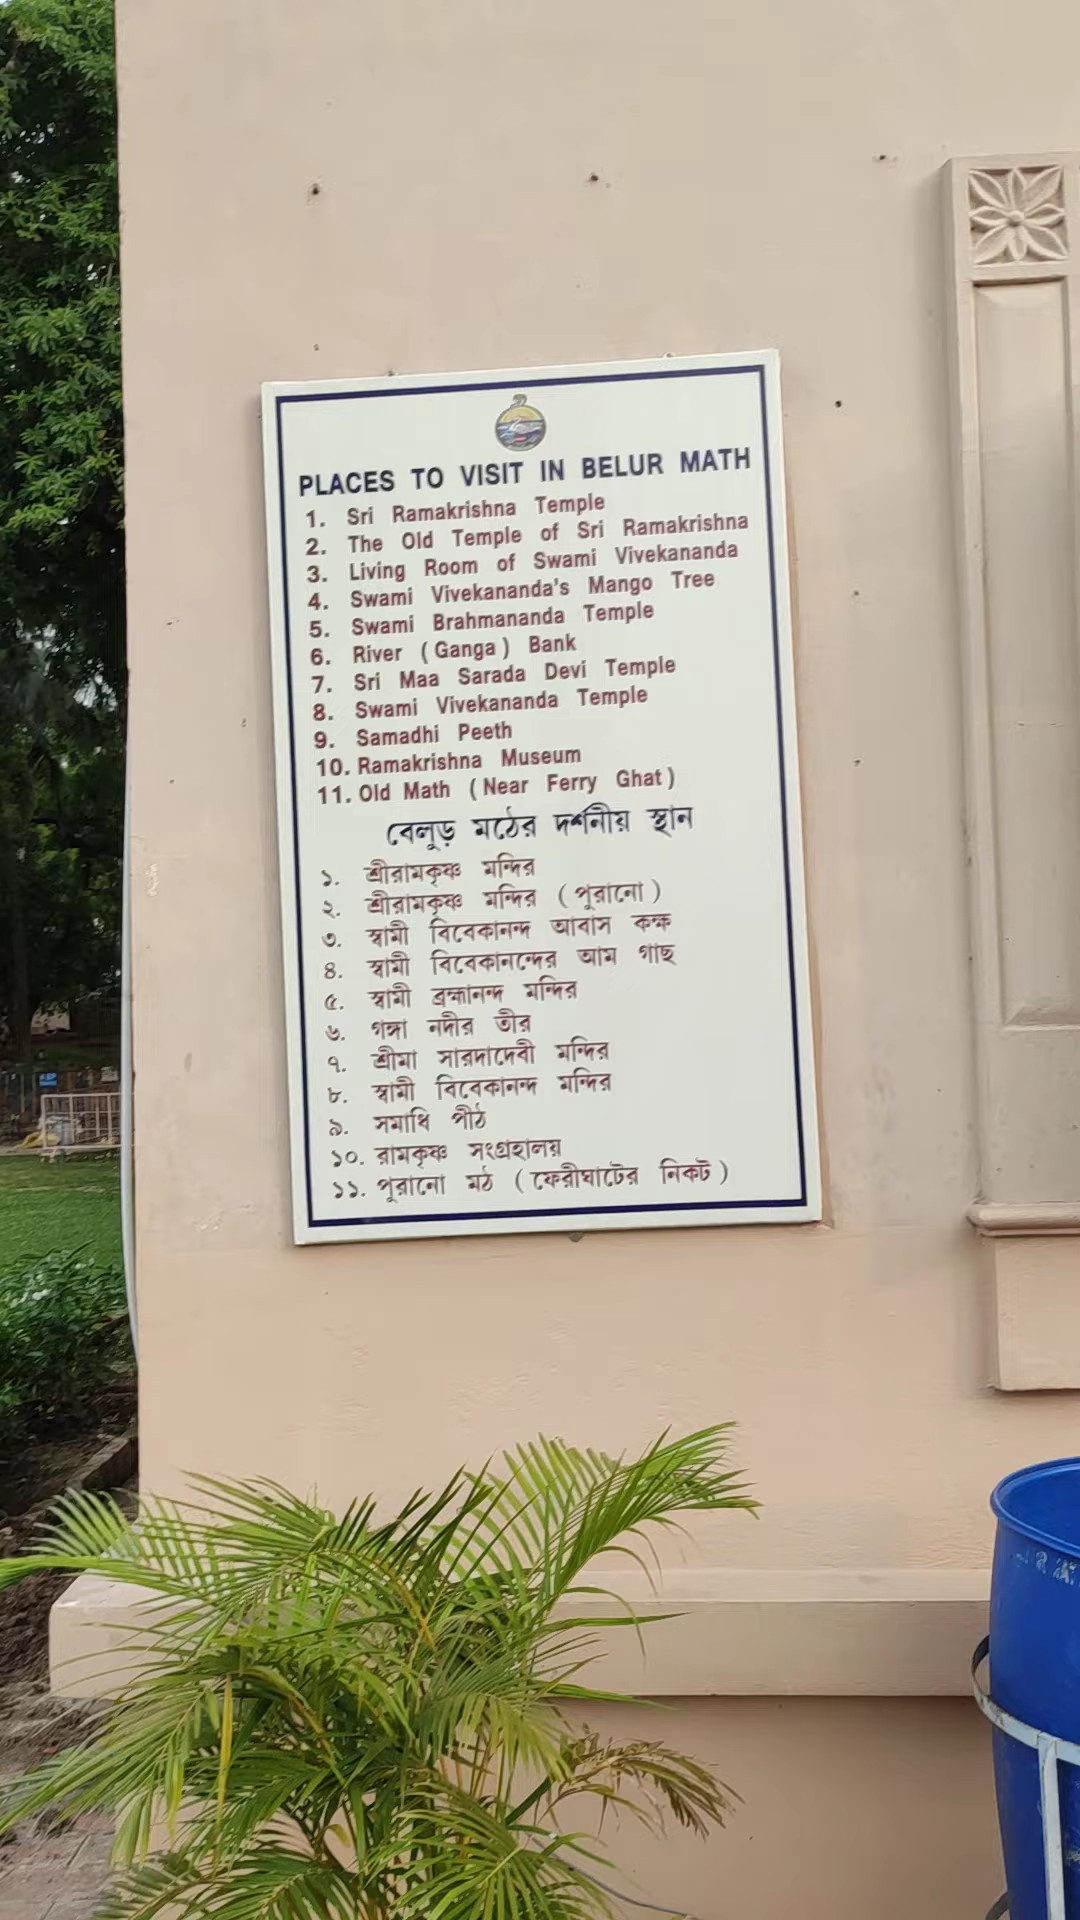 PLACES TO VISIT IN BELUR MATH
1. Sri Ramakrishna Temple
2. The Old Temple of Sri Ramakrishna
3. Living Room of Swami Vivekananda
4. Swami Vivekananda's Mango Tree
5. Swami Brahmananda Temple
6. River (Ganga) Bank
7. Sri Maa Sarada Devi Temple
8. Swami Vivekananda Temple
9. Samadhi Peeth
10. Ramakrishna Museum
11. Old Math (Near Ferry Ghat)
বেলুড় মঠের দর্শনীয় স্থান
১. শ্রীরামকৃষ্ণ মন্দির
২. শ্রীরামকৃষ্ণ মন্দির (পুরানো)
৩. স্বামী বিবেকানন্দ আবাস কক্ষ
৪. স্বামী বিবেকানন্দের আম গাছ
৫. স্বামী ব্রহ্মানন্দ মন্দির
৬. গঙ্গা নদীর তীর
৭. শ্রীমা সারদাদেবী মন্দির
৮. স্বামী বিবেকানন্দ মন্দির
৯. সমাধি পীঠ
১০. রামকৃষ্ণ সংগ্রহালয়
১১. পুরানো মঠ (ফেরীঘাটের নিকট)